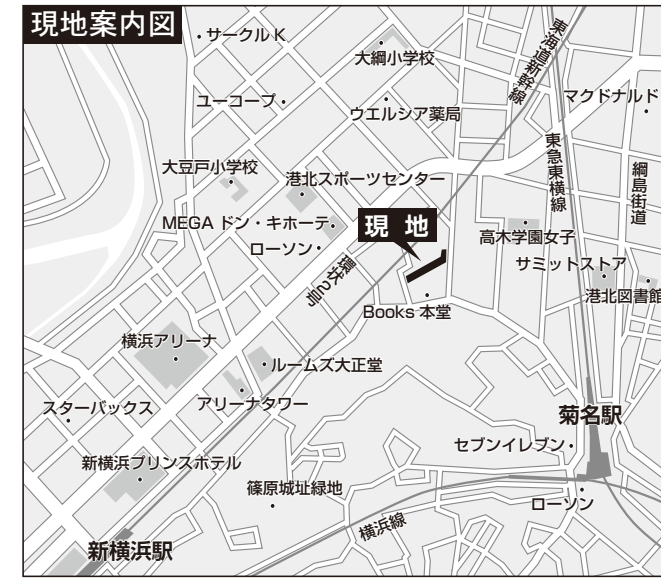 現地案内図
サークルK
大綱小学校
東海道新幹線
ユーコープ
ウエルシア薬局
マクドナルド
東急東横線
綱島街道
大豆戸小学校
港北スポーツセンター
MEGA ドン・キホーテ
現 地
高木学園女子
ローソン
環状2号
サミットストア
港北図書館
Books 本堂
横浜アリーナ
ルームズ大正堂
スターバックス
アリーナタワー
菊名駅
セブンイレブン
新横浜プリンスホテル
篠原城址緑地
ローソン
横浜線
新横浜駅